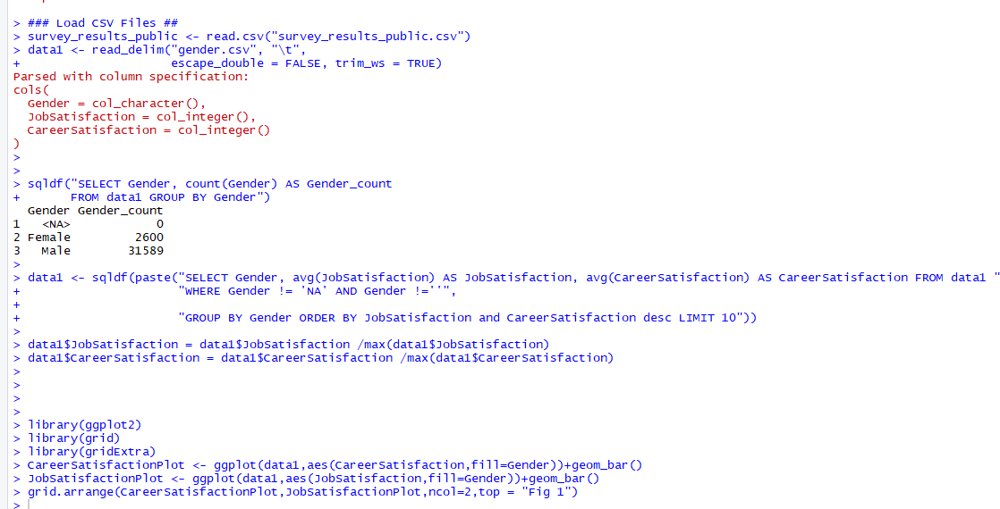 > ### Load CSV Files ##
> survey_results_public <- read.csv("survey_results_public.csv")
> data1 <- read_delim("gender.csv", "\t",
+                     escape_double = FALSE, trim_ws = TRUE)
Parsed with column specification:
cols(
  Gender = col_character(),
  JobSatisfaction = col_integer(),
  CareerSatisfaction = col_integer()
)
>
>
> sqldf("SELECT Gender, count(Gender) AS Gender_count
+       FROM data1 GROUP BY Gender")
  Gender Gender_count
1   <NA>            0
2 Female         2600
3   Male        31589
>
> data1 <- sqldf(paste("SELECT Gender, avg(JobSatisfaction) AS JobSatisfaction, avg(CareerSatisfaction) AS CareerSatisfaction FROM data1 "
+                      "WHERE Gender != 'NA' AND Gender !=''",
+
+                      "GROUP BY Gender ORDER BY JobSatisfaction and CareerSatisfaction desc LIMIT 10"))
>
> data1$JobSatisfaction = data1$JobSatisfaction /max(data1$JobSatisfaction)
> data1$CareerSatisfaction = data1$CareerSatisfaction /max(data1$CareerSatisfaction)
>
>
>
>
> library(ggplot2)
> library(grid)
> library(gridExtra)
> CareerSatisfactionPlot <- ggplot(data1,aes(CareerSatisfaction,fill=Gender))+geom_bar()
> JobSatisfactionPlot <- ggplot(data1,aes(JobSatisfaction,fill=Gender))+geom_bar()
> grid.arrange(CareerSatisfactionPlot,JobSatisfactionPlot,ncol=2,top = "Fig 1")
>